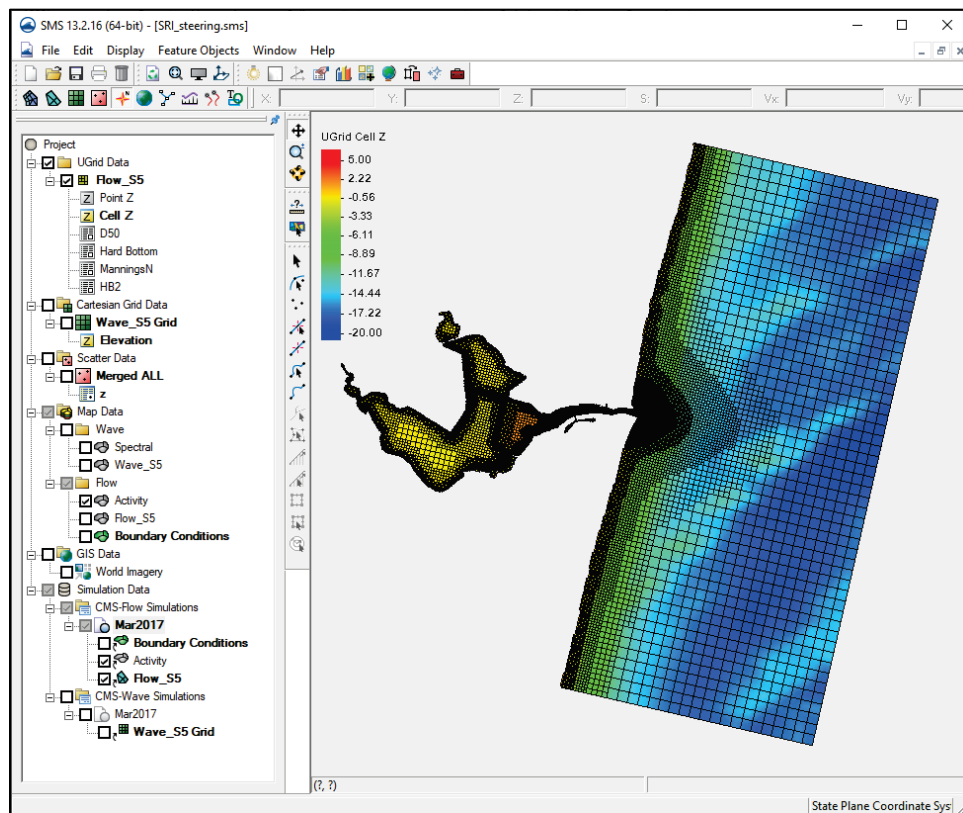 SMS 13.2.16 (64-bit) - [SRI_steering.sms]
File Edit Display Feature Objects Window Help
X: Y: Z: S: Vx: Vy:
Project
UGrid Data
Flow_S5
Point Z
Cell Z
D50
Hard Bottom
ManningsN
HB2
Cartesian Grid Data
Wave_S5 Grid
Elevation
Scatter Data
Merged ALL
z
Map Data
Wave
Spectral
Wave_S5
Flow
Activity
Flow_S5
Boundary Conditions
GIS Data
World Imagery
Simulation Data
CMS-Flow Simulations
Mar2017
Boundary Conditions
Activity
Flow_S5
CMS-Wave Simulations
Mar2017
Wave_S5 Grid
UGrid Cell Z
5.00
2.22
-0.56
-3.33
-6.11
-8.89
-11.67
-14.44
-17.22
-20.00
(?, ?)
State Plane Coordinate Sys